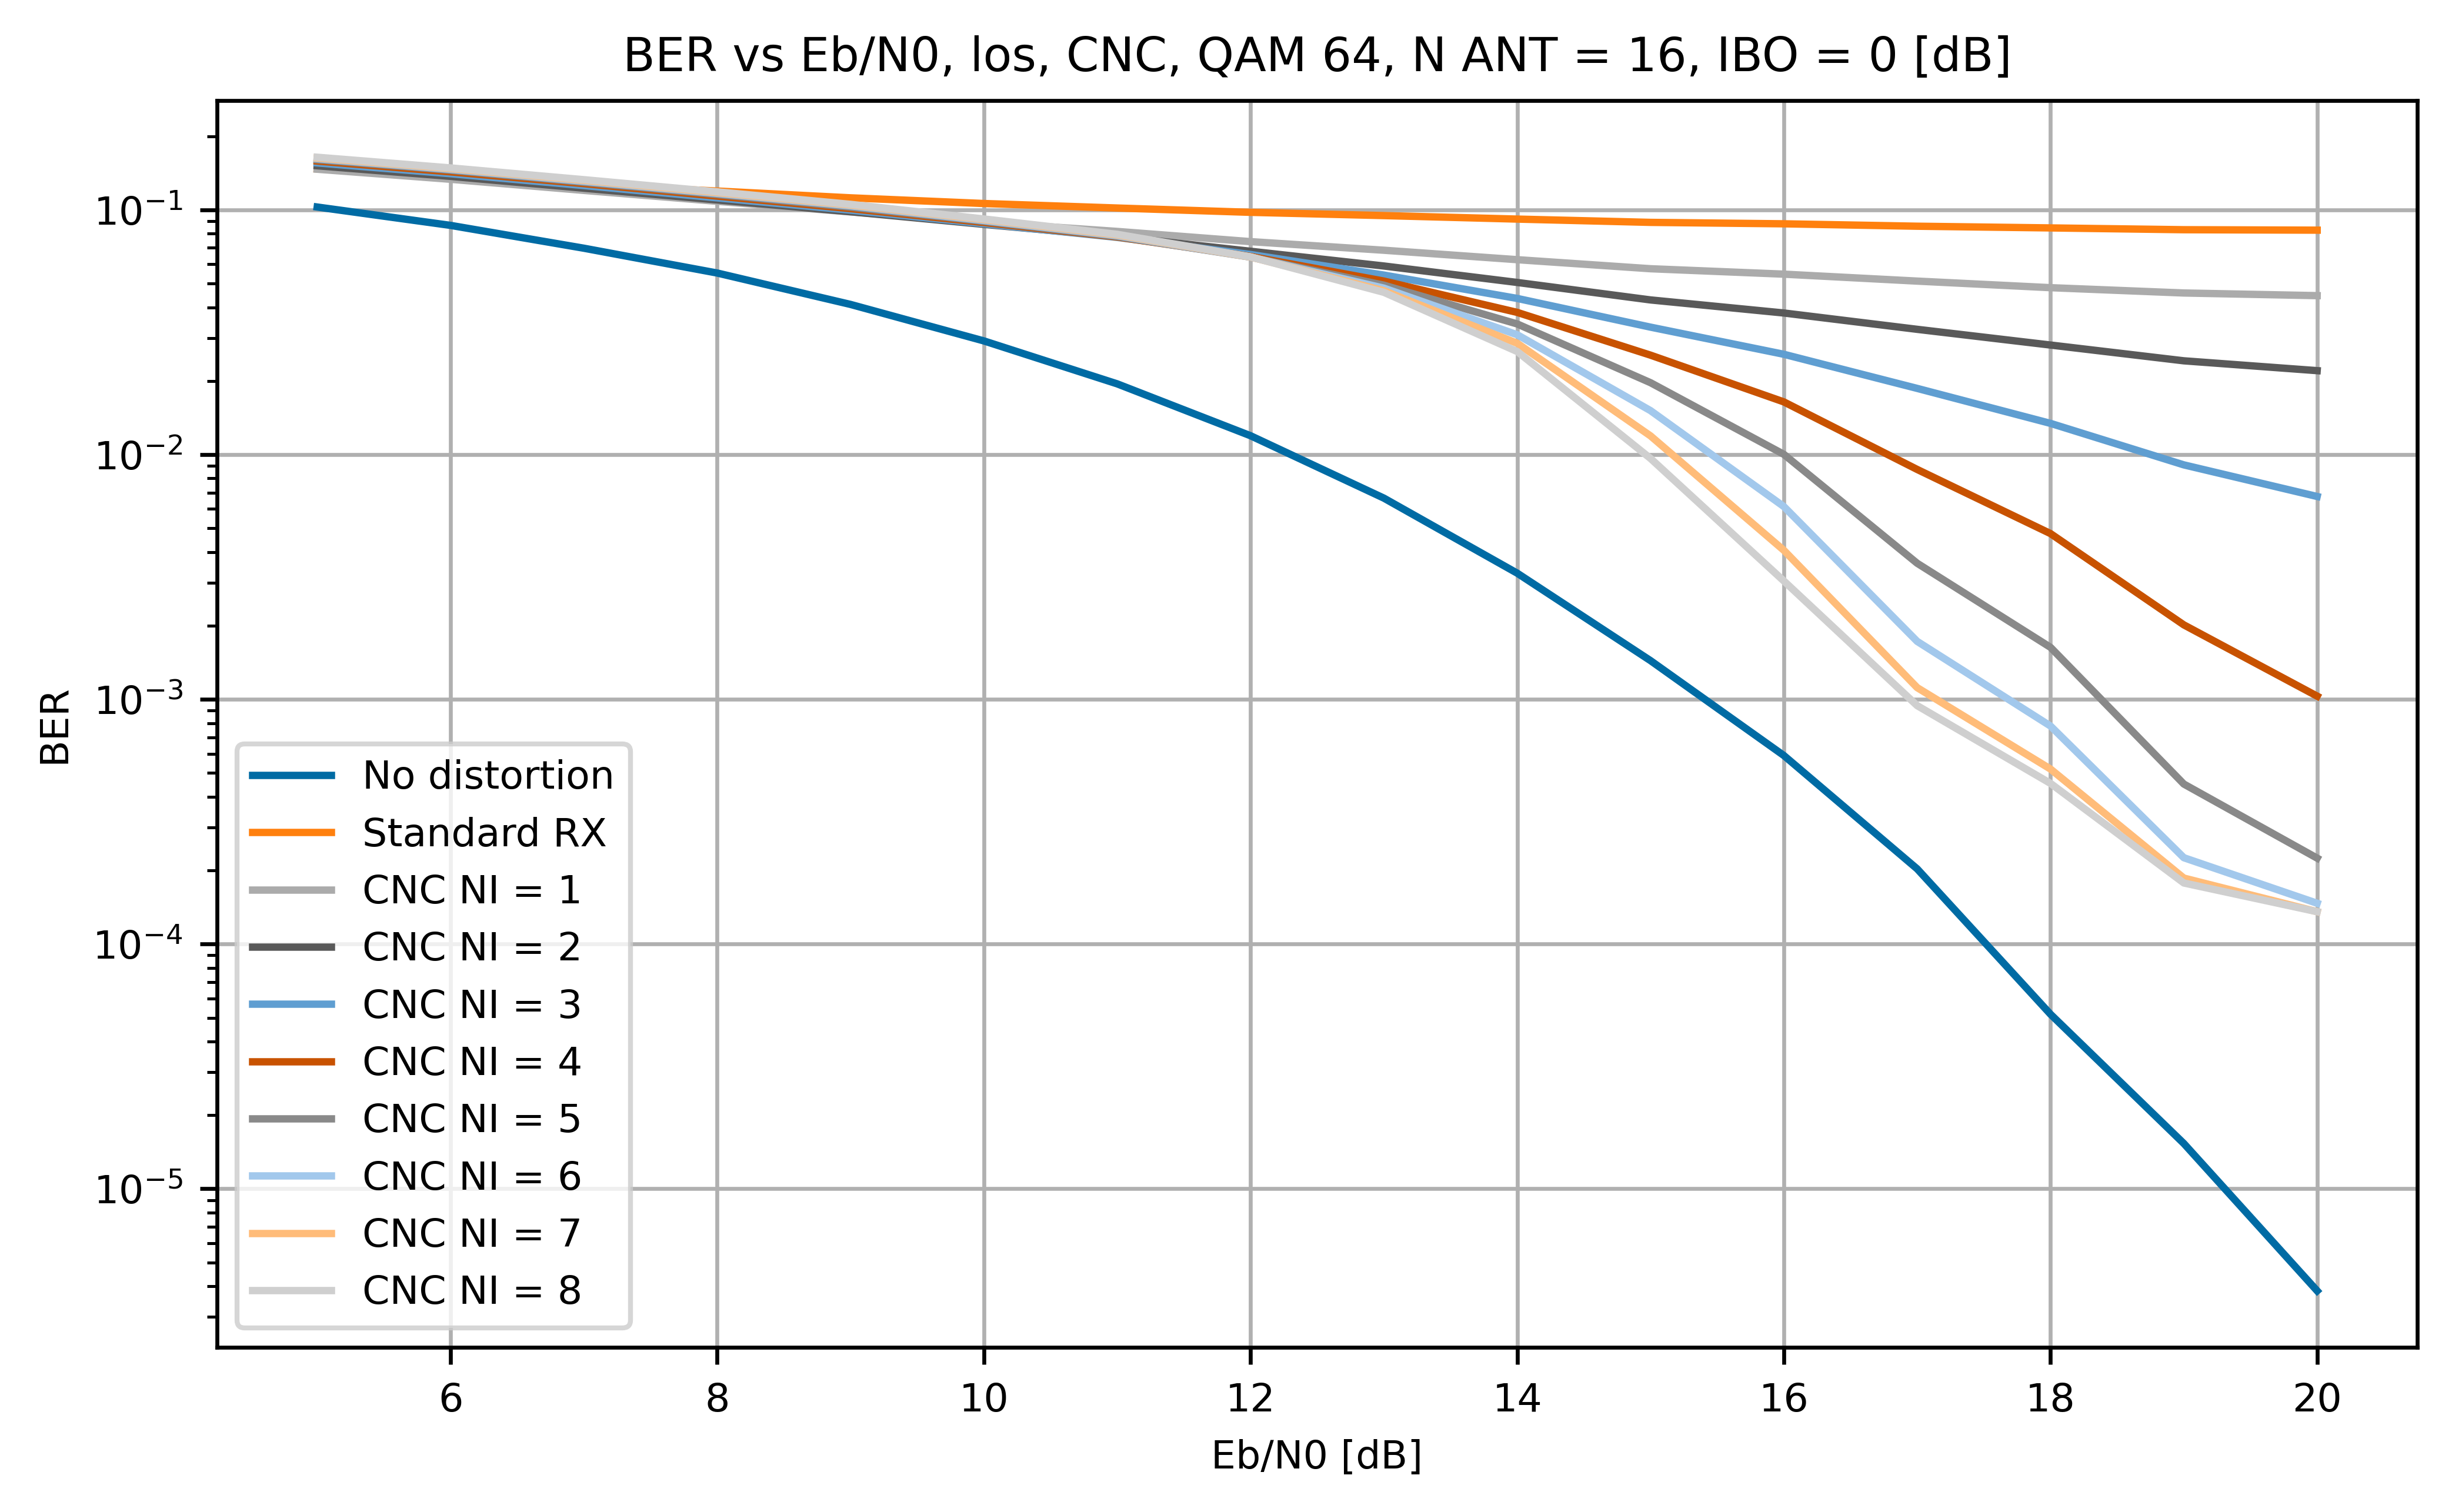 BER vs Eb/N0, los, CNC, QAM 64, N ANT = 16, IBO = 0 [dB]
BER
10⁻¹
10⁻²
10⁻³
10⁻⁴
10⁻⁵
No distortion
Standard RX
CNC NI = 1
CNC NI = 2
CNC NI = 3
CNC NI = 4
CNC NI = 5
CNC NI = 6
CNC NI = 7
CNC NI = 8
6 8 10 12 14 16 18 20
Eb/N0 [dB]